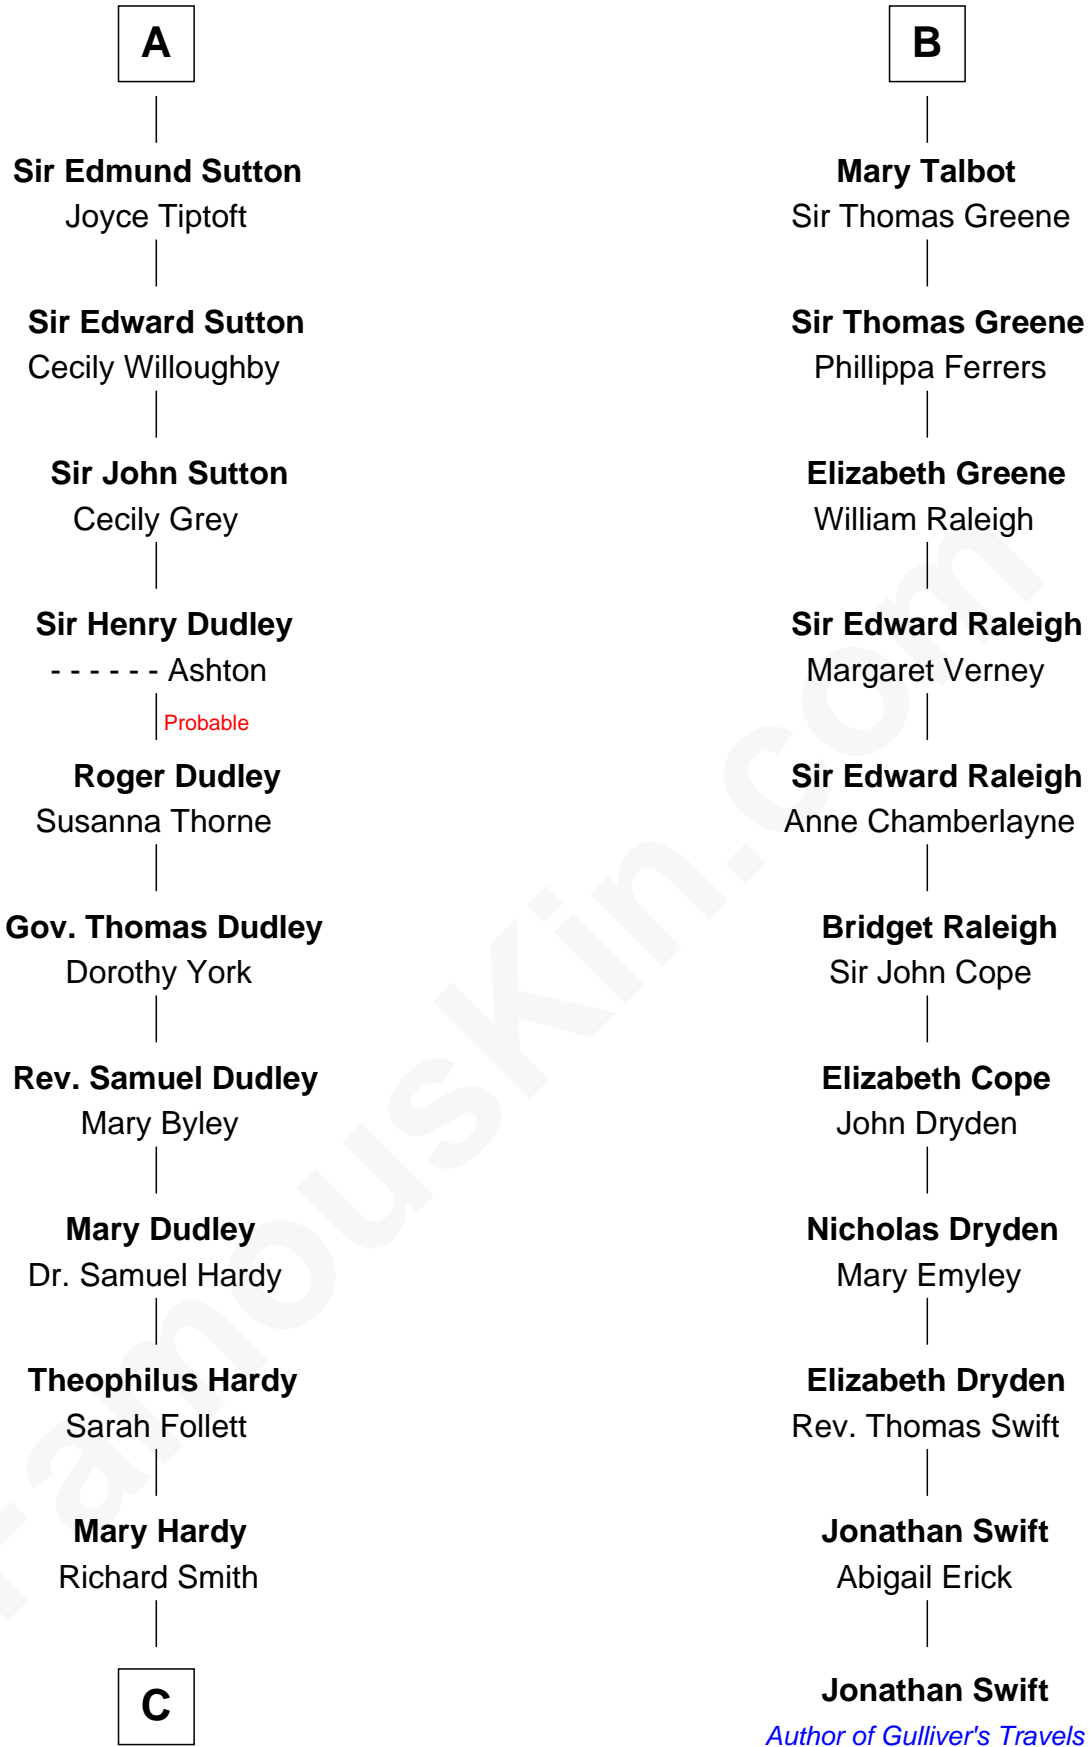 A
Sir Edmund Sutton
Joyce Tiptoft
Sir Edward Sutton
Cecily Willoughby
Sir John Sutton
Cecily Grey
Sir Henry Dudley
- - - - - - Ashton
Probable
Roger Dudley
Susanna Thorne
Gov. Thomas Dudley
Dorothy York
Rev. Samuel Dudley
Mary Byley
Mary Dudley
Dr. Samuel Hardy
Theophilus Hardy
Sarah Follett
Mary Hardy
Richard Smith
C
B
Mary Talbot
Sir Thomas Greene
Sir Thomas Greene
Phillippa Ferrers
Elizabeth Greene
William Raleigh
Sir Edward Raleigh
Margaret Verney
Sir Edward Raleigh
Anne Chamberlayne
Bridget Raleigh
Sir John Cope
Elizabeth Cope
John Dryden
Nicholas Dryden
Mary Emyley
Elizabeth Dryden
Rev. Thomas Swift
Jonathan Swift
Abigail Erick
Jonathan Swift
Author of Gulliver's Travels
FamousKin.com